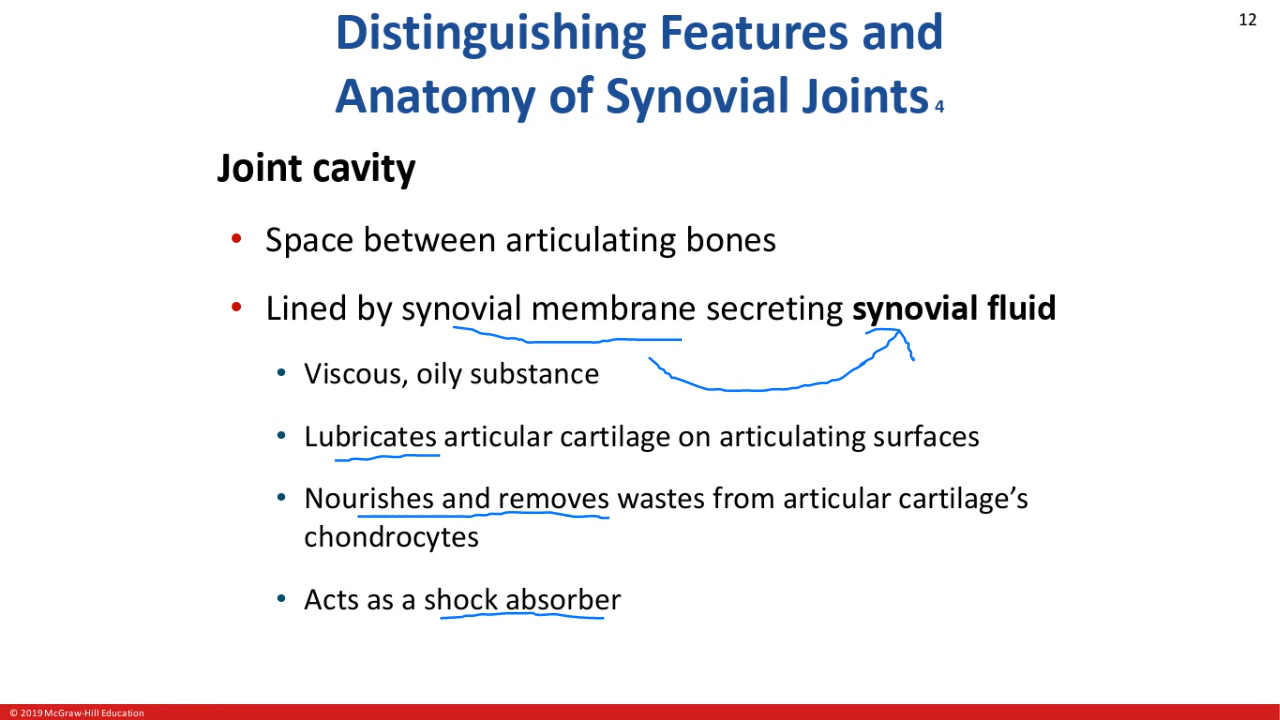 12
Distinguishing Features and
Anatomy of Synovial Joints 4
Joint cavity
• Space between articulating bones
• Lined by synovial membrane secreting synovial fluid
• Viscous, oily substance
• Lubricates articular cartilage on articulating surfaces
• Nourishes and removes wastes from articular cartilage’s
chondrocytes
• Acts as a shock absorber
© 2019 McGraw-Hill Education